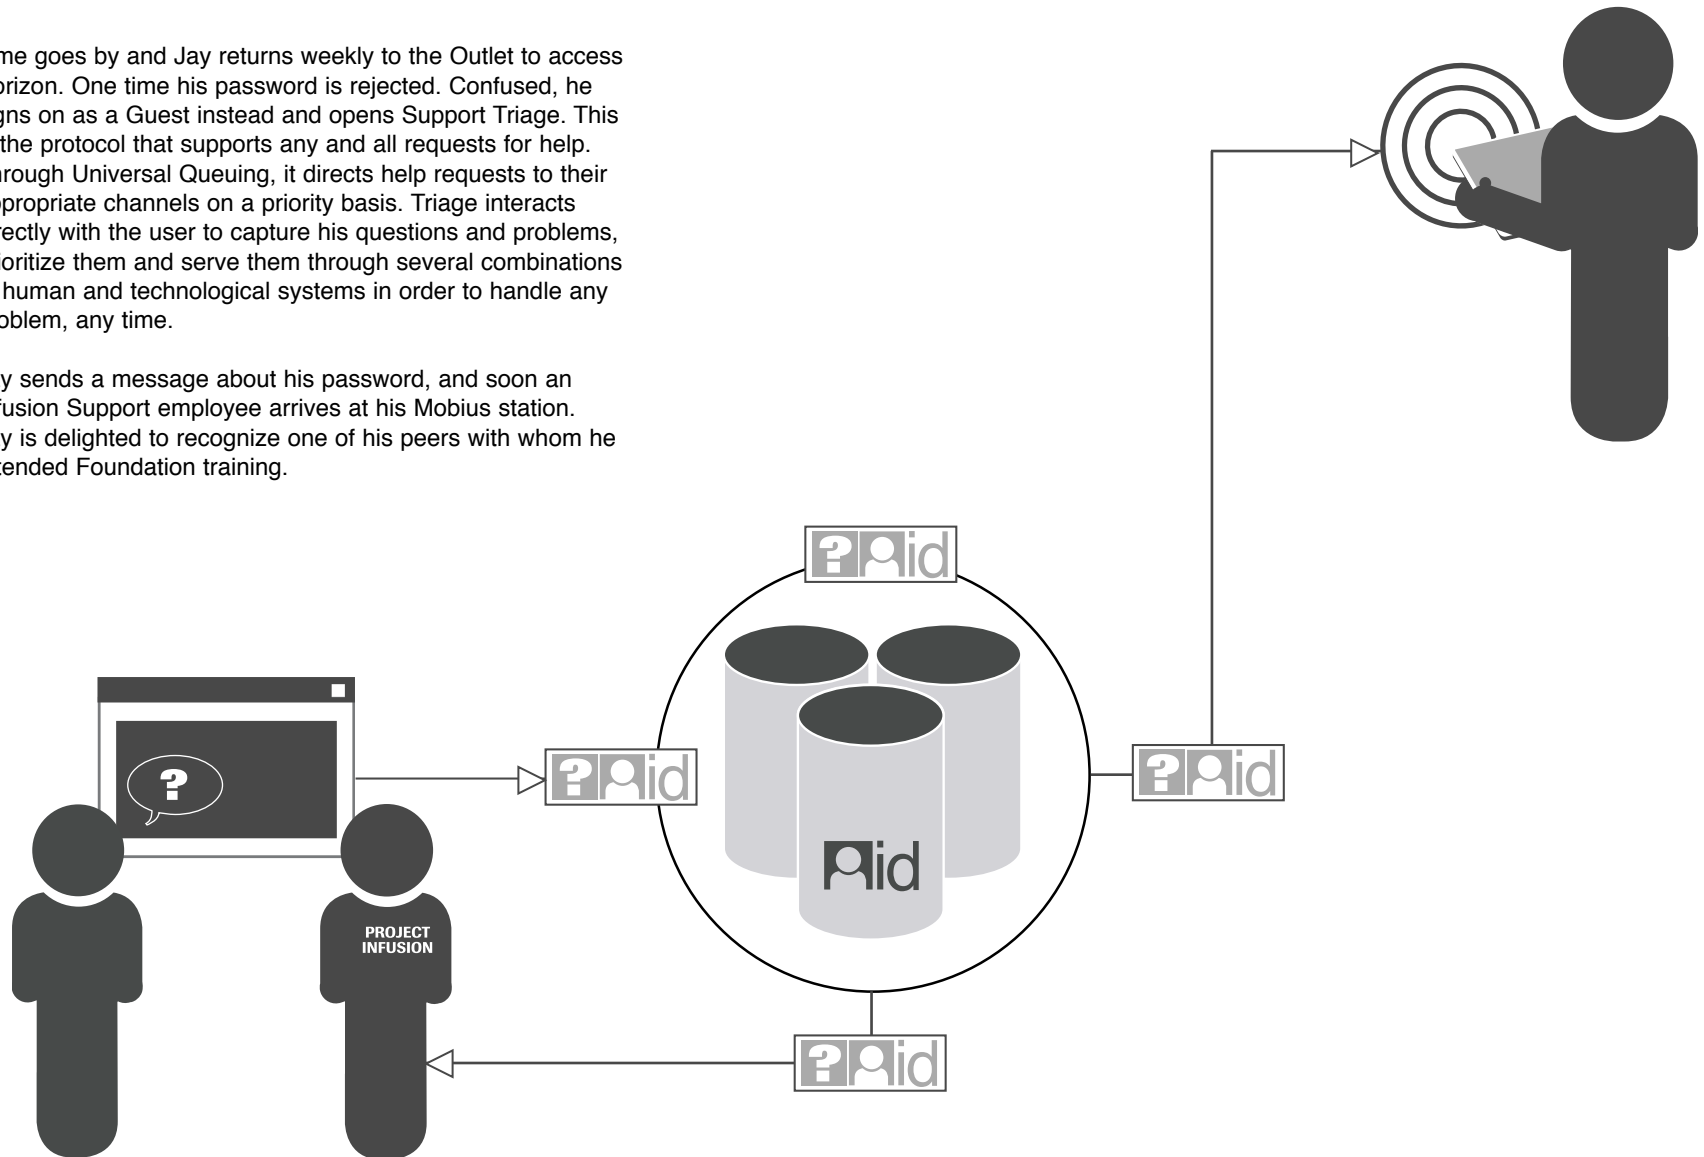 me goes by and Jay returns weekly to the Outlet to access
orizon. One time his password is rejected. Confused, he
gns on as a Guest instead and opens Support Triage. This
the protocol that supports any and all requests for help.
hrough Universal Queuing, it directs help requests to their
ppropriate channels on a priority basis. Triage interacts
rectly with the user to capture his questions and problems,
ioritize them and serve them through several combinations
human and technological systems in order to handle any
oblem, any time.
y sends a message about his password, and soon an
fusion Support employee arrives at his Mobius station.
y is delighted to recognize one of his peers with whom he
tended Foundation training.
? id
?
? id
? id
id
PROJECT
INFUSION
? id